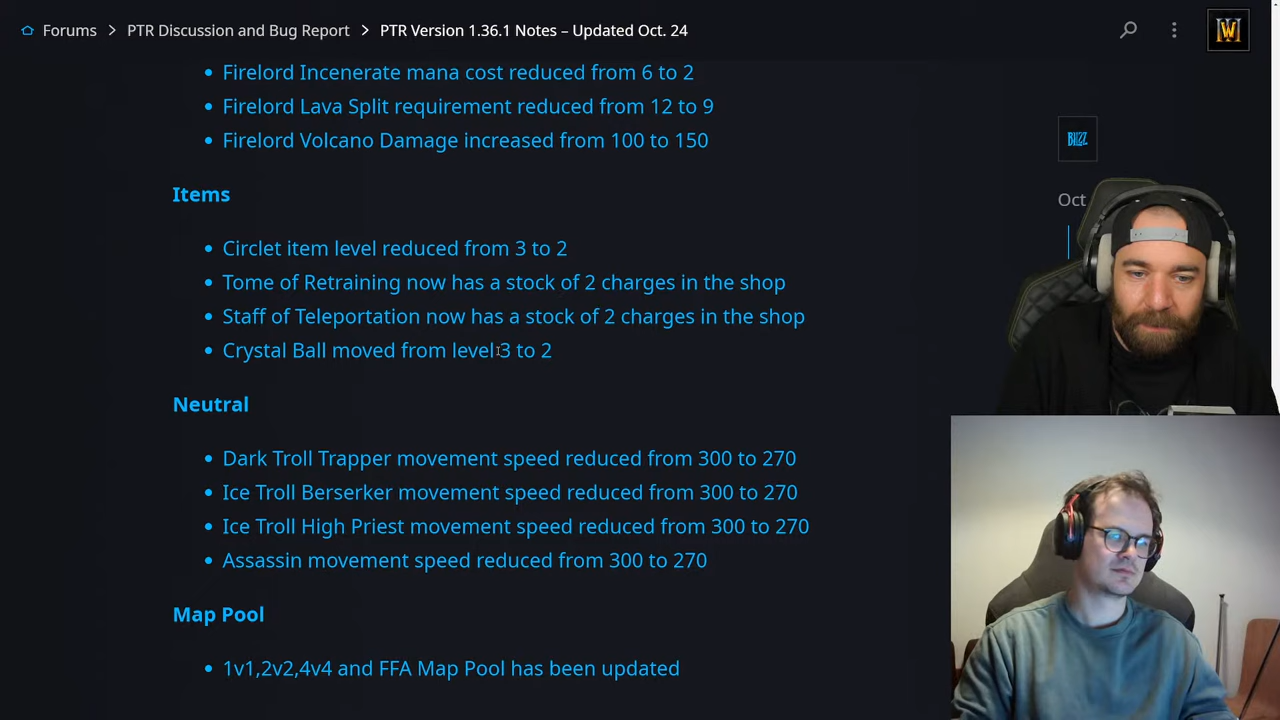 Forums > PTR Discussion and Bug Report > PTR Version 1.36.1 Notes – Updated Oct. 24
• Firelord Incenerate mana cost reduced from 6 to 2
• Firelord Lava Split requirement reduced from 12 to 9
• Firelord Volcano Damage increased from 100 to 150
BLIZZ
Items
Oct
• Circlet item level reduced from 3 to 2
• Tome of Retraining now has a stock of 2 charges in the shop
• Staff of Teleportation now has a stock of 2 charges in the shop
• Crystal Ball moved from level 3 to 2
Neutral
• Dark Troll Trapper movement speed reduced from 300 to 270
• Ice Troll Berserker movement speed reduced from 300 to 270
• Ice Troll High Priest movement speed reduced from 300 to 270
• Assassin movement speed reduced from 300 to 270
Map Pool
• 1v1,2v2,4v4 and FFA Map Pool has been updated